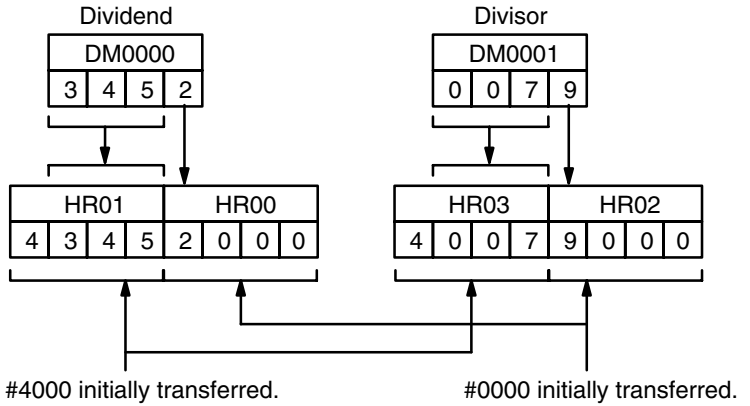 Dividend Divisor
DM0000 DM0001
3 4 5 2 0 0 7 9
HR01 HR00 HR03 HR02
4 3 4 5 2 0 0 0 4 0 0 7 9 0 0 0
#4000 initially transferred. #0000 initially transferred.